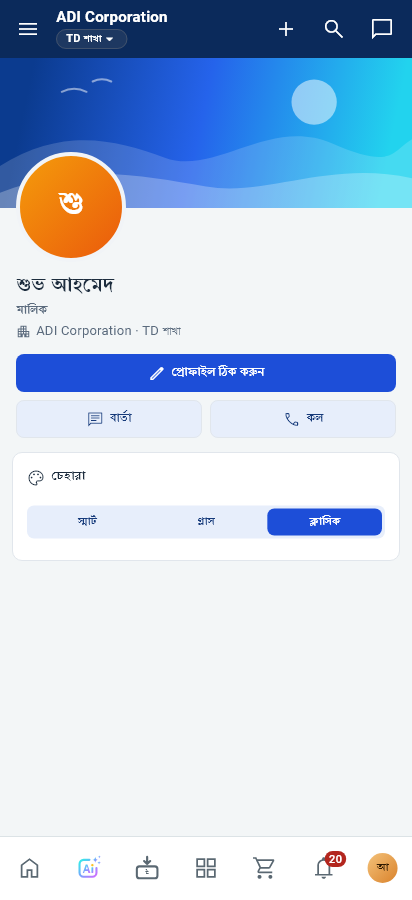 ADI Corporation
TD শাখা
শু
শুভ আহমেদ
মালিক
ADI Corporation · TD শাখা
প্রোফাইল ঠিক করুন
বার্তা
কল
চেহারা
স্মার্ট
গ্লাস
ক্লাসিক
Ai
৳
20
আ